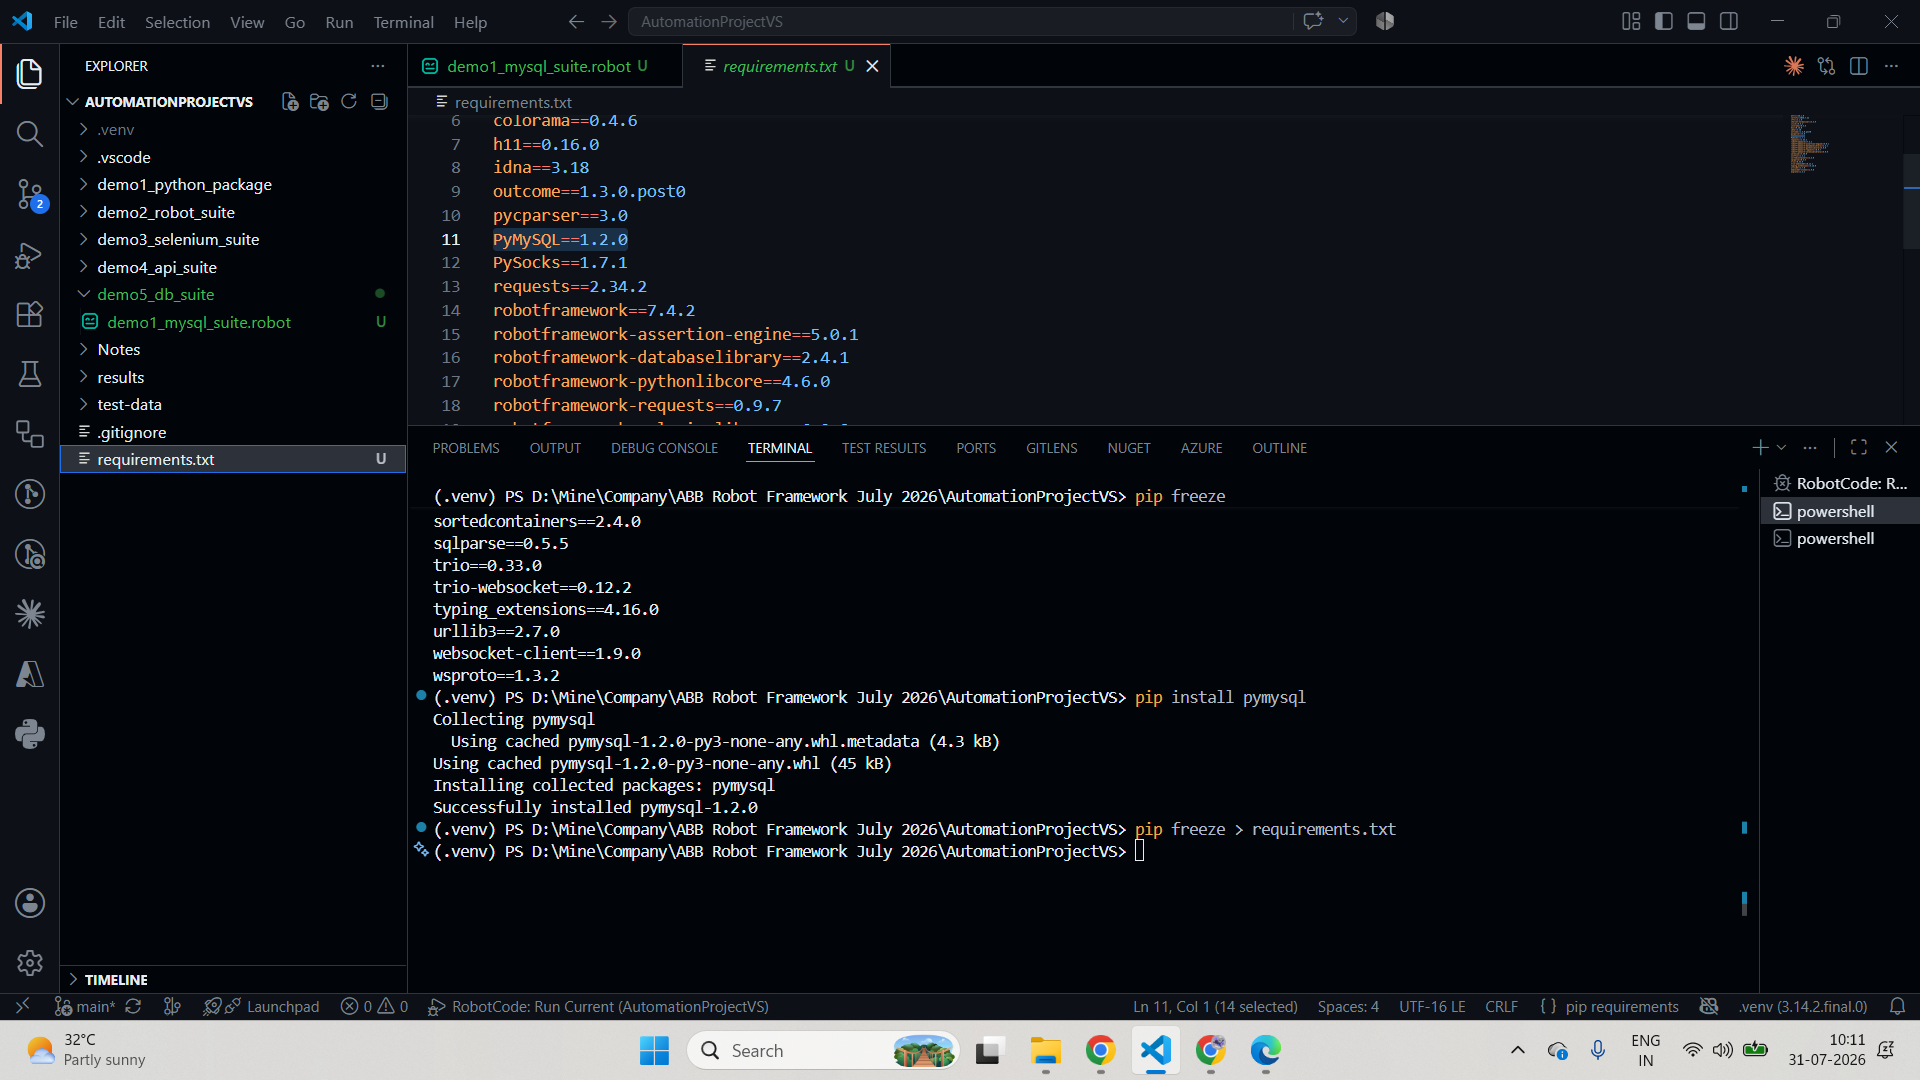 File Edit Selection View Go Run Terminal Help
AutomationProjectVS
EXPLORER
AUTOMATIONPROJECTVS
.venv
.vscode
demo1_python_package
demo2_robot_suite
demo3_selenium_suite
demo4_api_suite
demo5_db_suite
demo1_mysql_suite.robot U
Notes
results
test-data
.gitignore
requirements.txt U
TIMELINE
demo1_mysql_suite.robot U
requirements.txt U
requirements.txt
6 colorama==0.4.6
7 h11==0.16.0
8 idna==3.18
9 outcome==1.3.0.post0
10 pycparser==3.0
11 PyMySQL==1.2.0
12 PySocks==1.7.1
13 requests==2.34.2
14 robotframework==7.4.2
15 robotframework-assertion-engine==5.0.1
16 robotframework-databaselibrary==2.4.1
17 robotframework-pythonlibcore==4.6.0
18 robotframework-requests==0.9.7
PROBLEMS OUTPUT DEBUG CONSOLE TERMINAL TEST RESULTS PORTS GITLENS NUGET AZURE OUTLINE
(.venv) PS D:\Mine\Company\ABB Robot Framework July 2026\AutomationProjectVS> pip freeze
sortedcontainers==2.4.0
sqlparse==0.5.5
trio==0.33.0
trio-websocket==0.12.2
typing_extensions==4.16.0
urllib3==2.7.0
websocket-client==1.9.0
wsproto==1.3.2
(.venv) PS D:\Mine\Company\ABB Robot Framework July 2026\AutomationProjectVS> pip install pymysql
Collecting pymysql
Using cached pymysql-1.2.0-py3-none-any.whl.metadata (4.3 kB)
Using cached pymysql-1.2.0-py3-none-any.whl (45 kB)
Installing collected packages: pymysql
Successfully installed pymysql-1.2.0
(.venv) PS D:\Mine\Company\ABB Robot Framework July 2026\AutomationProjectVS> pip freeze > requirements.txt
(.venv) PS D:\Mine\Company\ABB Robot Framework July 2026\AutomationProjectVS>
RobotCode: R...
powershell
powershell
2
main* Launchpad 0 0 RobotCode: Run Current (AutomationProjectVS) Ln 11, Col 1 (14 selected) Spaces: 4 UTF-16 LE CRLF { } pip requirements .venv (3.14.2.final.0)
32°C
Partly sunny
Search
ENG
IN
10:11
31-07-2026